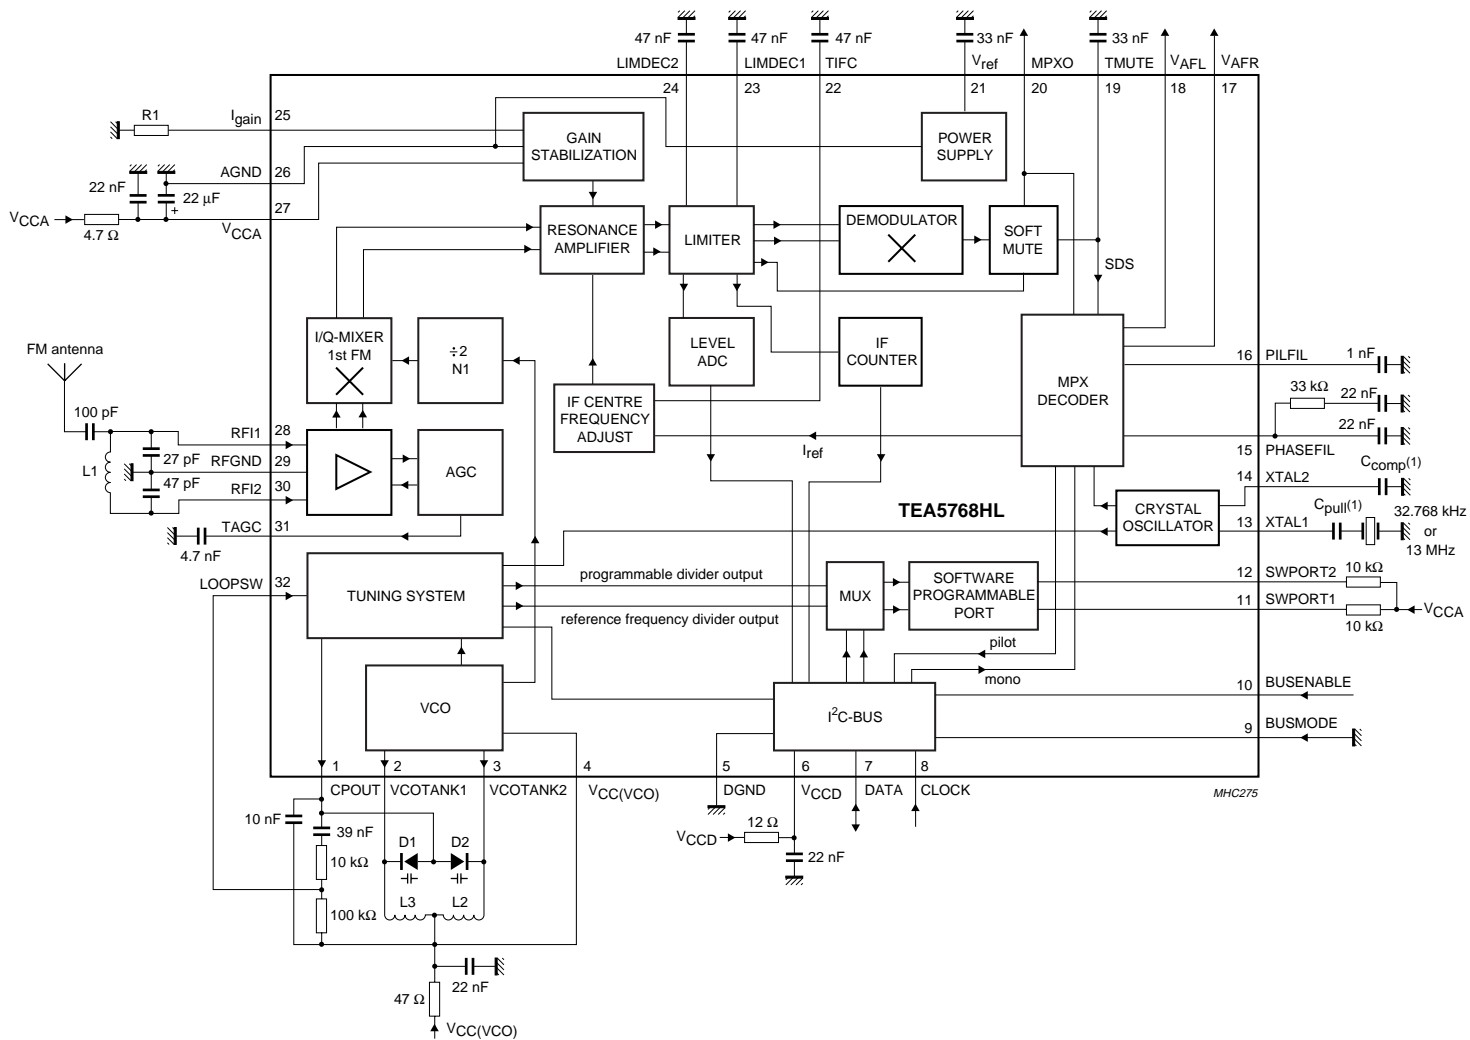 47 nF
47 nF
47 nF
33 nF
33 nF
LIMDEC2
LIMDEC1
TIFC
Vref
MPXO
TMUTE
VAFL
VAFR
24
23
22
21
20
19
18
17
R1
Igain
25
GAIN
STABILIZATION
POWER
SUPPLY
AGND
26
22 nF
22 μF
+
27
VCCA
4.7 Ω
VCCA
RESONANCE
AMPLIFIER
LIMITER
DEMODULATOR
SOFT
MUTE
SDS
I/Q-MIXER
1st FM
÷2
N1
LEVEL
ADC
IF
COUNTER
MPX
DECODER
IF CENTRE
FREQUENCY
ADJUST
Iref
16
PILFIL
1 nF
33 kΩ
22 nF
22 nF
15
PHASEFIL
FM antenna
100 pF
L1
27 pF
47 pF
RFI1
28
RFGND
29
RFI2
30
AGC
TAGC
31
4.7 nF
TEA5768HL
CRYSTAL
OSCILLATOR
14
XTAL2
Ccomp(1)
13
XTAL1
Cpull(1)
32.768 kHz
or
13 MHz
LOOPSW
32
TUNING SYSTEM
programmable divider output
reference frequency divider output
MUX
SOFTWARE
PROGRAMMABLE
PORT
12
SWPORT2
10 kΩ
11
SWPORT1
10 kΩ
VCCA
pilot
mono
VCO
I2C-BUS
10
BUSENABLE
9
BUSMODE
1
2
3
4
5
6
7
8
CPOUT
VCOTANK1
VCOTANK2
VCC(VCO)
DGND
VCCD
DATA
CLOCK
MHC275
10 nF
39 nF
10 kΩ
100 kΩ
D1
D2
L3
L2
VCCD
12 Ω
22 nF
22 nF
47 Ω
VCC(VCO)